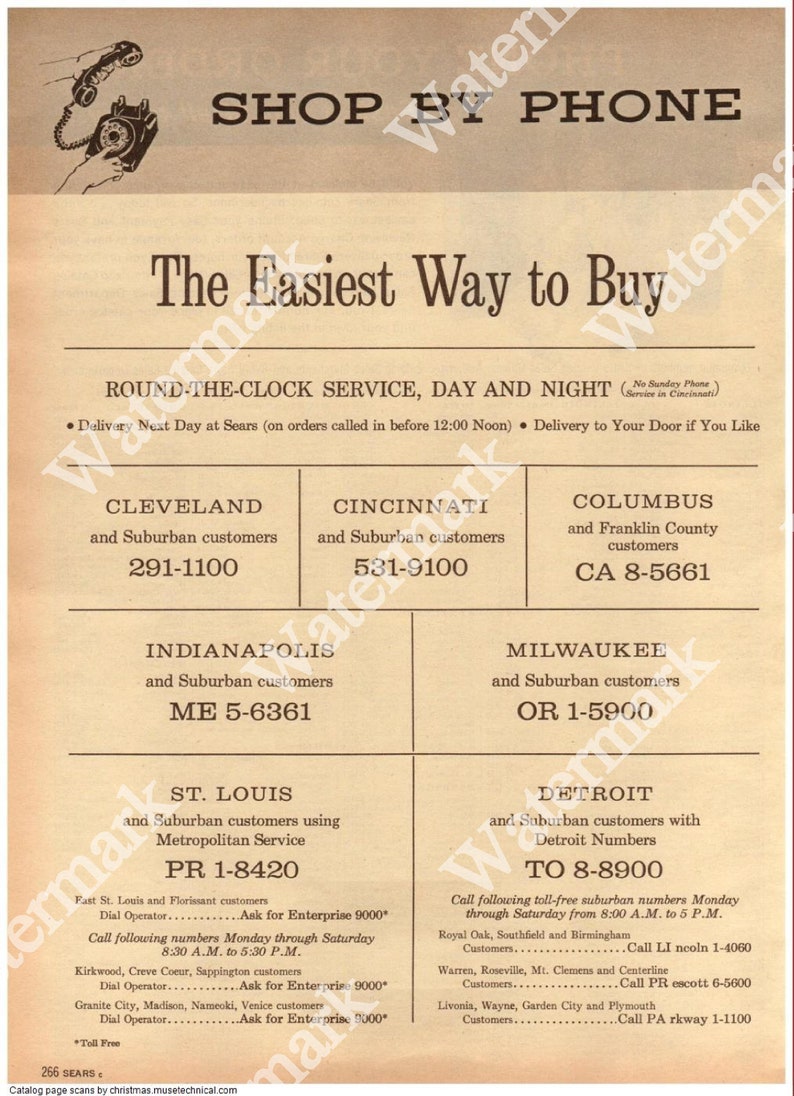 SHOP BY PHONE
The Easiest Way to Buy
ROUND-THE-CLOCK SERVICE, DAY AND NIGHT (No Sunday Phone Service in Cincinnati)
• Delivery Next Day at Sears (on orders called in before 12:00 Noon) • Delivery to Your Door if You Like
CLEVELAND
and Suburban customers
291-1100
CINCINNATI
and Suburban customers
531-9100
COLUMBUS
and Franklin County
customers
CA 8-5661
INDIANAPOLIS
and Suburban customers
ME 5-6361
MILWAUKEE
and Suburban customers
OR 1-5900
ST. LOUIS
and Suburban customers using
Metropolitan Service
PR 1-8420
East St. Louis and Florissant customers
Dial Operator............Ask for Enterprise 9000*
Call following numbers Monday through Saturday
8:30 A.M. to 5:30 P.M.
Kirkwood, Creve Coeur, Sappington customers
Dial Operator............Ask for Enterprise 9000*
Granite City, Madison, Nameoki, Venice customers
Dial Operator............Ask for Enterprise 9000*
*Toll Free
DETROIT
and Suburban customers with
Detroit Numbers
TO 8-8900
Call following toll-free suburban numbers Monday
through Saturday from 8:00 A.M. to 5 P.M.
Royal Oak, Southfield and Birmingham
Customers..................Call LI ncoln 1-4060
Warren, Roseville, Mt. Clemens and Centerline
Customers.................Call PR escott 6-5600
Livonia, Wayne, Garden City and Plymouth
Customers.................Call PA rkway 1-1100
266 SEARS c
Catalog page scans by christmas.musetechnical.com
Watermark
Watermark
Watermark
Watermark
Watermark
Watermark
Watermark